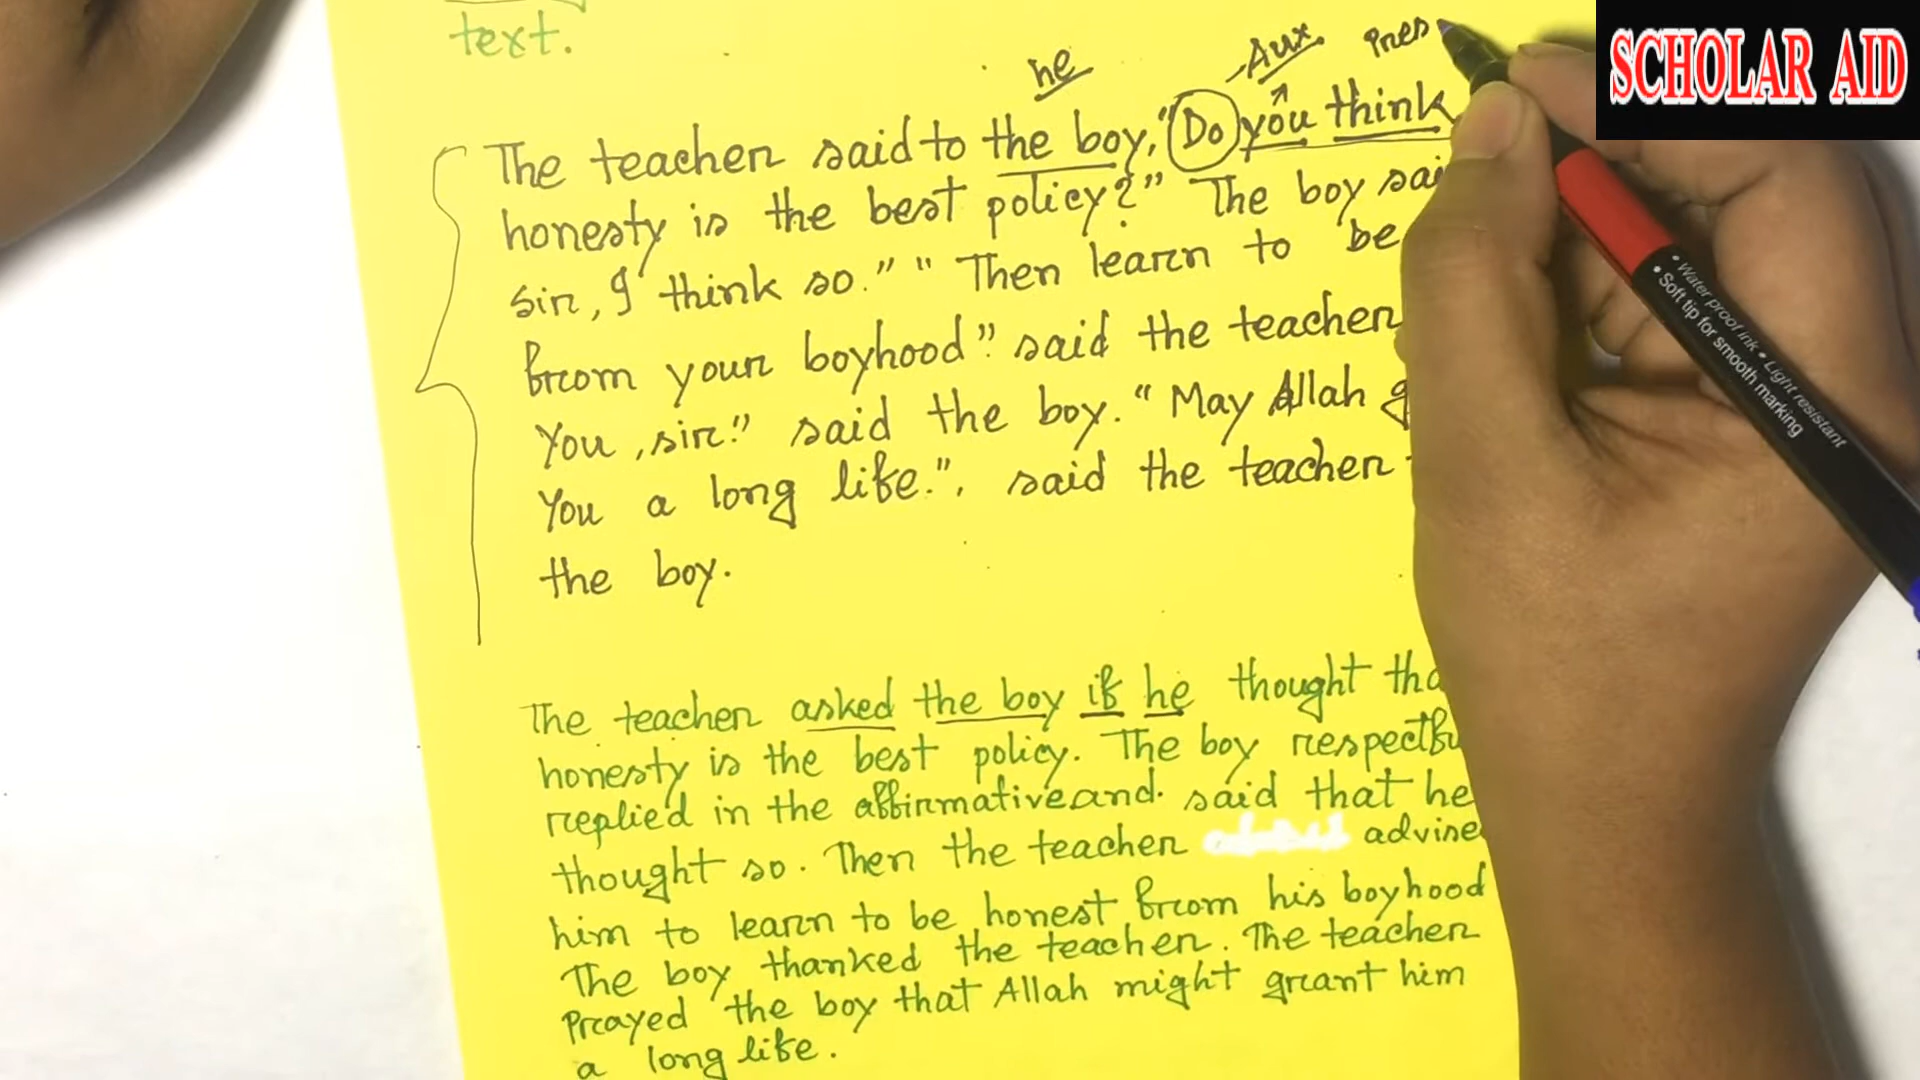 text.
he
Aux
Pres
SCHOLAR AID
The teacher said to the boy, "Do you think
honesty is the best policy?" The boy sai
sir, I think so." "Then learn to be
from your boyhood". said the teacher
You, sir." said the boy. "May Allah g
You a long life.", said the teacher
the boy.
• Water proof ink • Light resistant
• Soft tip for smooth marking
The teacher asked the boy if he thought tha
honesty is the best policy. The boy respectfu
replied in the affirmative and. said that he
thought so. Then the teacher advise
him to learn to be honest from his boyhood
The boy thanked the teacher. The teacher
Prayed the boy that Allah might grant him
a long life.